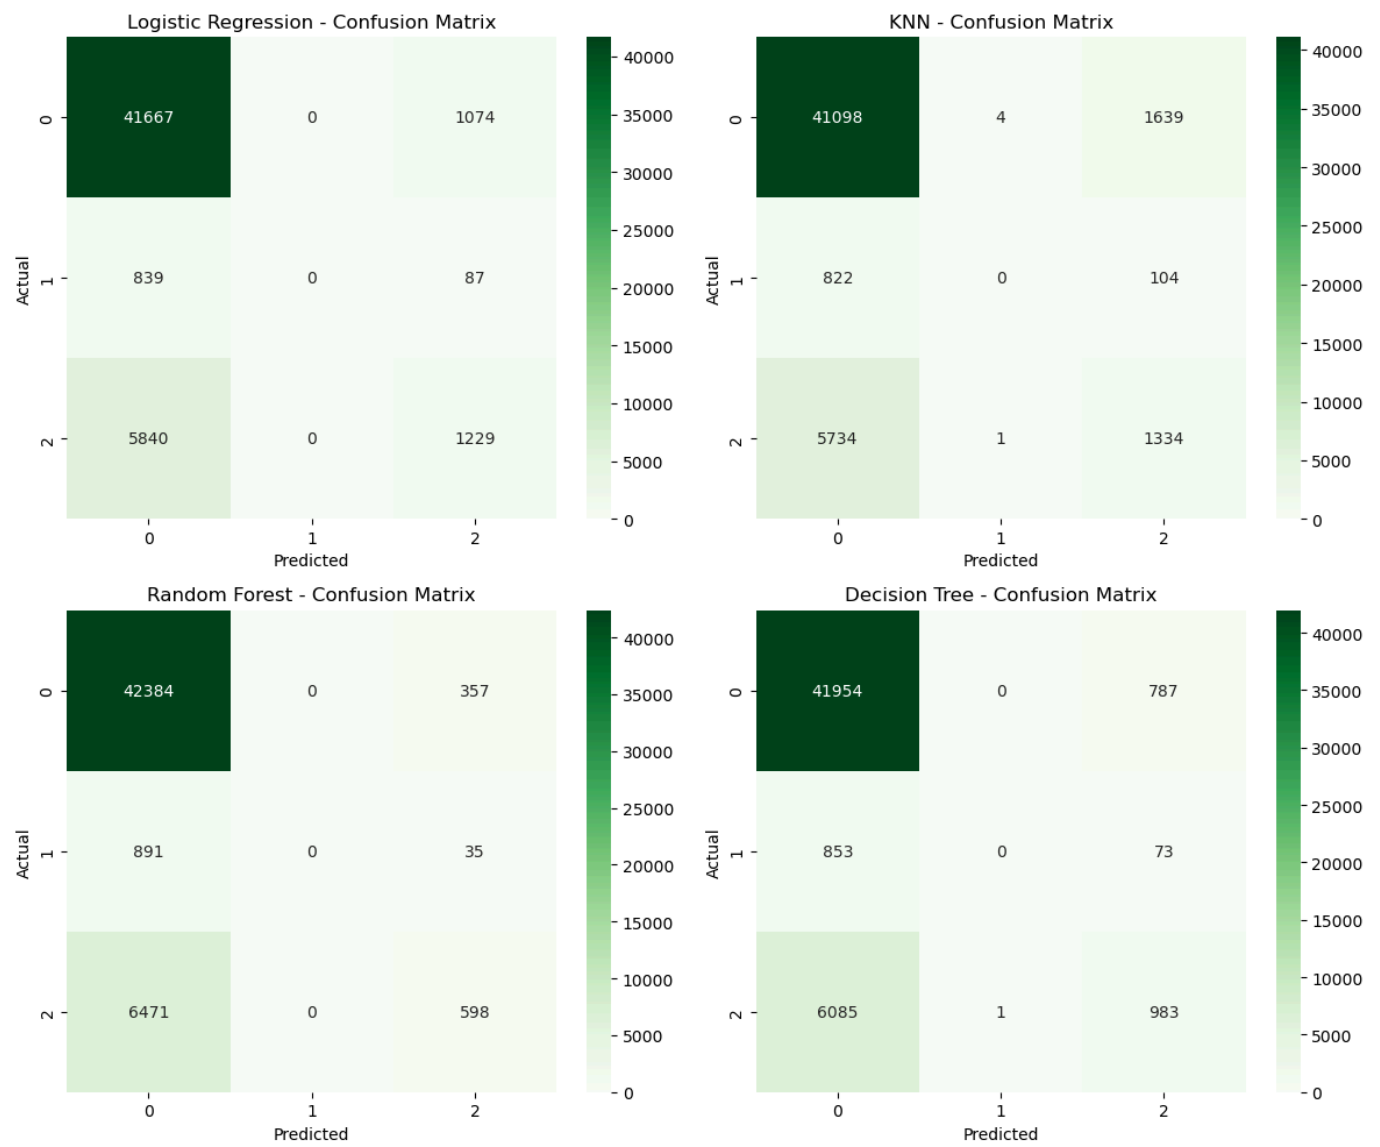 Logistic Regression - Confusion Matrix
41667 0 1074
839 0 87
5840 0 1229
0
1
2
Actual
0 1 2
Predicted
40000
35000
30000
25000
20000
15000
10000
5000
0
KNN - Confusion Matrix
41098 4 1639
822 0 104
5734 1 1334
0
1
2
Actual
0 1 2
Predicted
40000
35000
30000
25000
20000
15000
10000
5000
0
Random Forest - Confusion Matrix
42384 0 357
891 0 35
6471 0 598
0
1
2
Actual
0 1 2
Predicted
40000
35000
30000
25000
20000
15000
10000
5000
0
Decision Tree - Confusion Matrix
41954 0 787
853 0 73
6085 1 983
0
1
2
Actual
0 1 2
Predicted
40000
35000
30000
25000
20000
15000
10000
5000
0